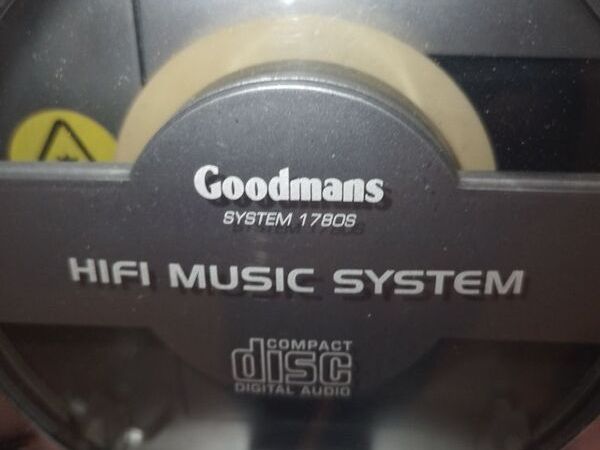 Goodmans
SYSTEM 1780S
HIFI MUSIC SYSTEM
COMPACT
disc
DIGITAL AUDIO